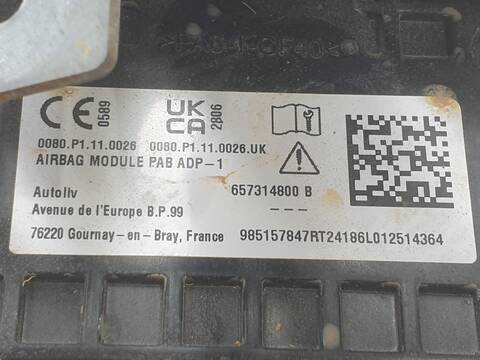 CE 0589
UK CA 2806
0080.P1.11.0026 0080.P1.11.0026.UK
AIRBAG MODULE PAB ADP-1
Autoliv 657314800 B
Avenue de l'Europe B.P.99
76220 Gournay-en-Bray, France 985157847RT24186L012514364